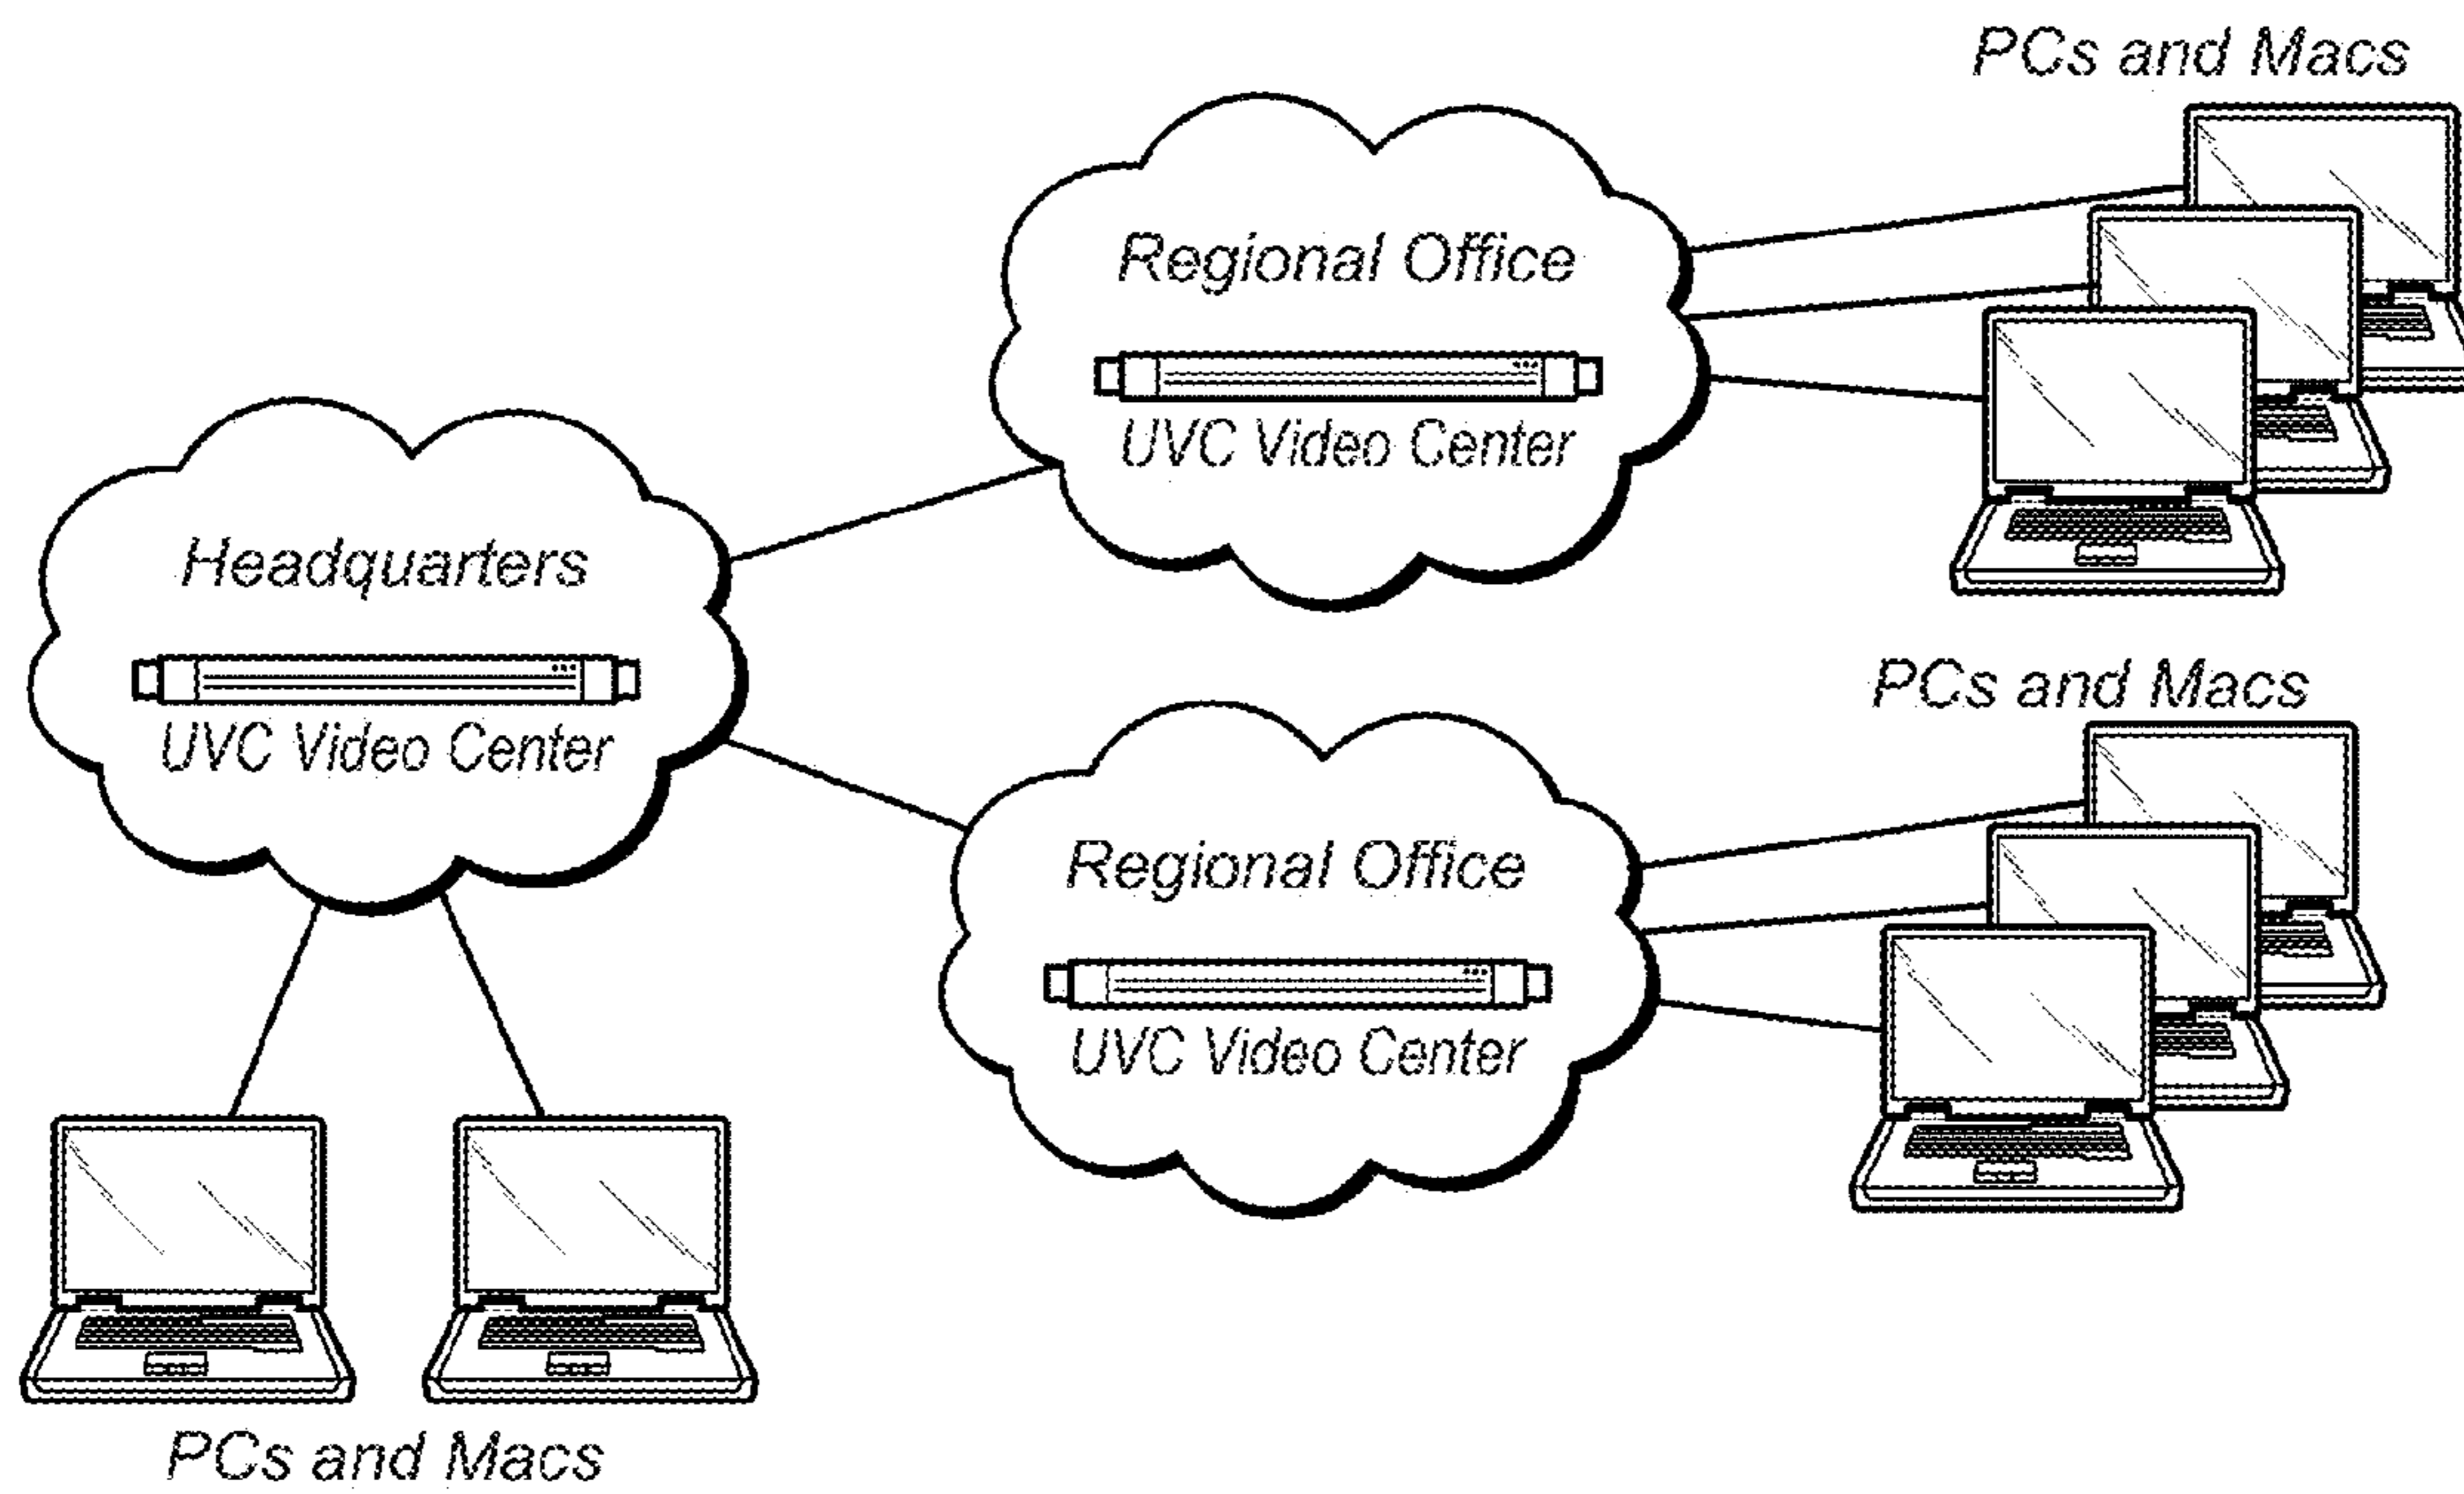 PCs and Macs
Regional Office
UVC Video Center
Headquarters
UVC Video Center
PCs and Macs
Regional Office
UVC Video Center
PCs and Macs